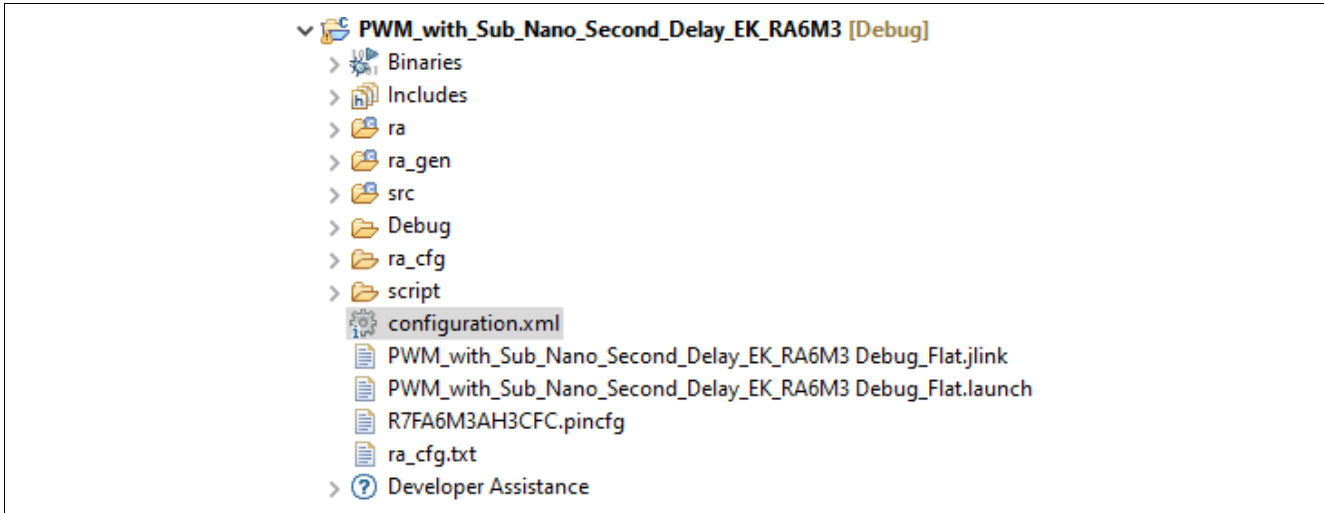 PWM_with_Sub_Nano_Second_Delay_EK_RA6M3 [Debug]
Binaries
Includes
ra
ra_gen
src
Debug
ra_cfg
script
configuration.xml
PWM_with_Sub_Nano_Second_Delay_EK_RA6M3 Debug_Flat.jlink
PWM_with_Sub_Nano_Second_Delay_EK_RA6M3 Debug_Flat.launch
R7FA6M3AH3CFC.pincfg
ra_cfg.txt
Developer Assistance